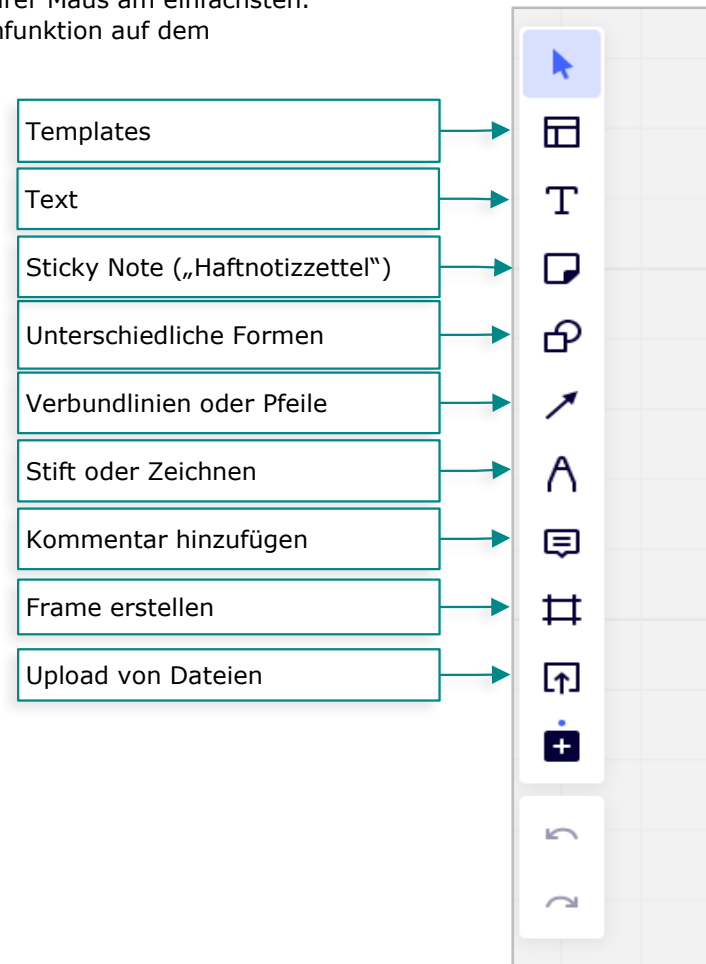 Maus am einfachsten.
nfunktion auf dem
Templates
Text
Sticky Note („Haftnotizzettel“)
Unterschiedliche Formen
Verbundlinien oder Pfeile
Stift oder Zeichnen
Kommentar hinzufügen
Frame erstellen
Upload von Dateien